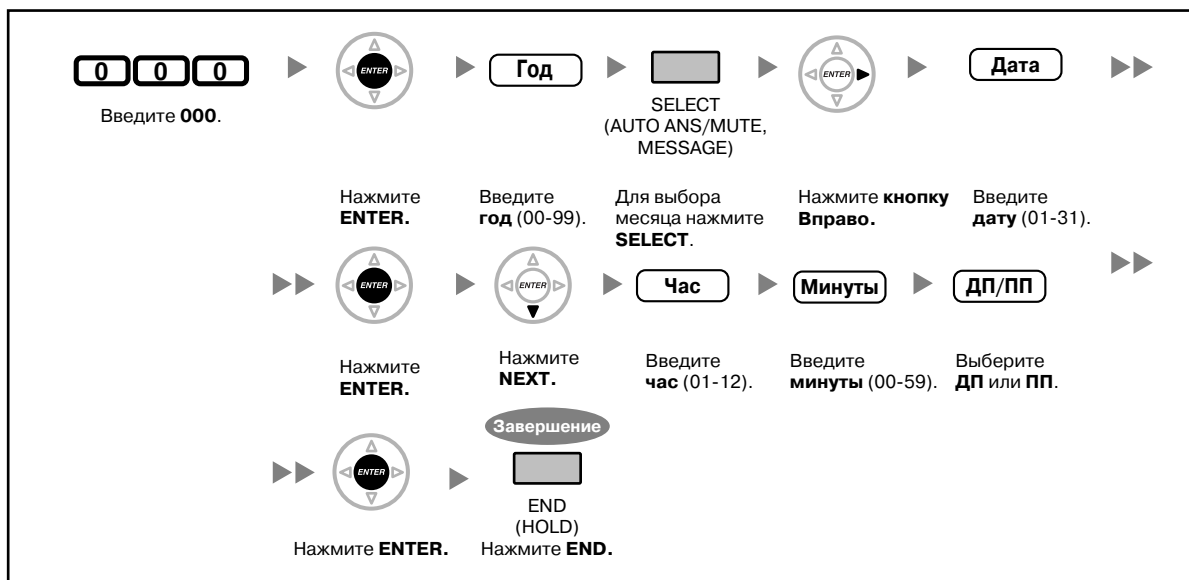 0 0 0
Введите 000.
ENTER
Нажмите
ENTER.
Год
Введите
год (00-99).
SELECT
(AUTO ANS/MUTE,
MESSAGE)
Для выбора
месяца нажмите
SELECT.
ENTER
Нажмите кнопку
Вправо.
Дата
Введите
дату (01-31).
ENTER
Нажмите
ENTER.
ENTER
Нажмите
NEXT.
Час
Введите
час (01-12).
Минуты
Введите
минуты (00-59).
ДП/ПП
Выберите
ДП или ПП.
ENTER
Нажмите ENTER.
Завершение
END
(HOLD)
Нажмите END.